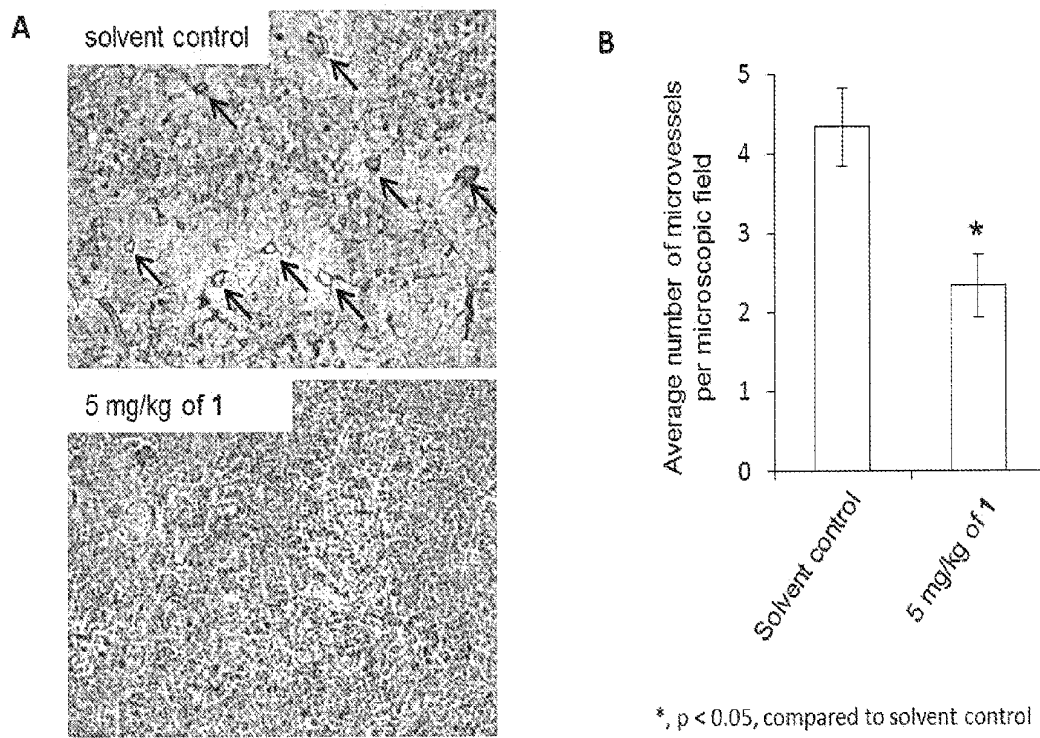 A
solvent control
5 mg/kg of 1
B
Average number of microvessels
per microscopic field
5
4
3
2
1
0
*
Solvent control
5 mg/kg of 1
*, p < 0.05, compared to solvent control